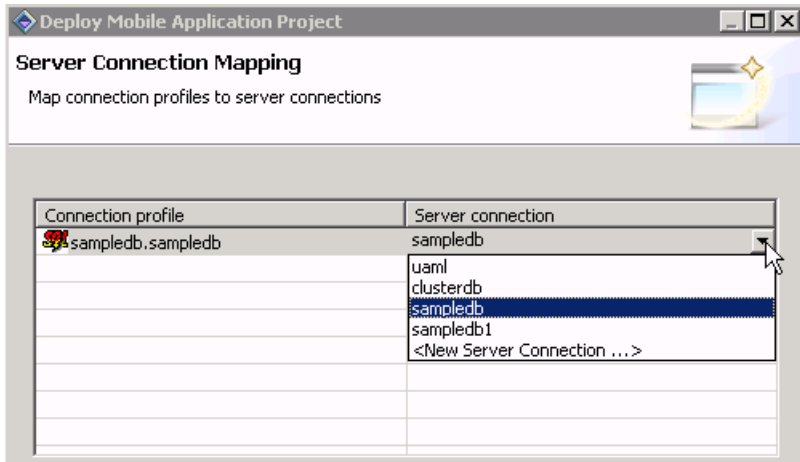 Deploy Mobile Application Project
Server Connection Mapping
Map connection profiles to server connections
Connection profile Server connection
sampledb.sampledb sampledb
uaml
clusterdb
sampledb
sampledb1
<New Server Connection ...>